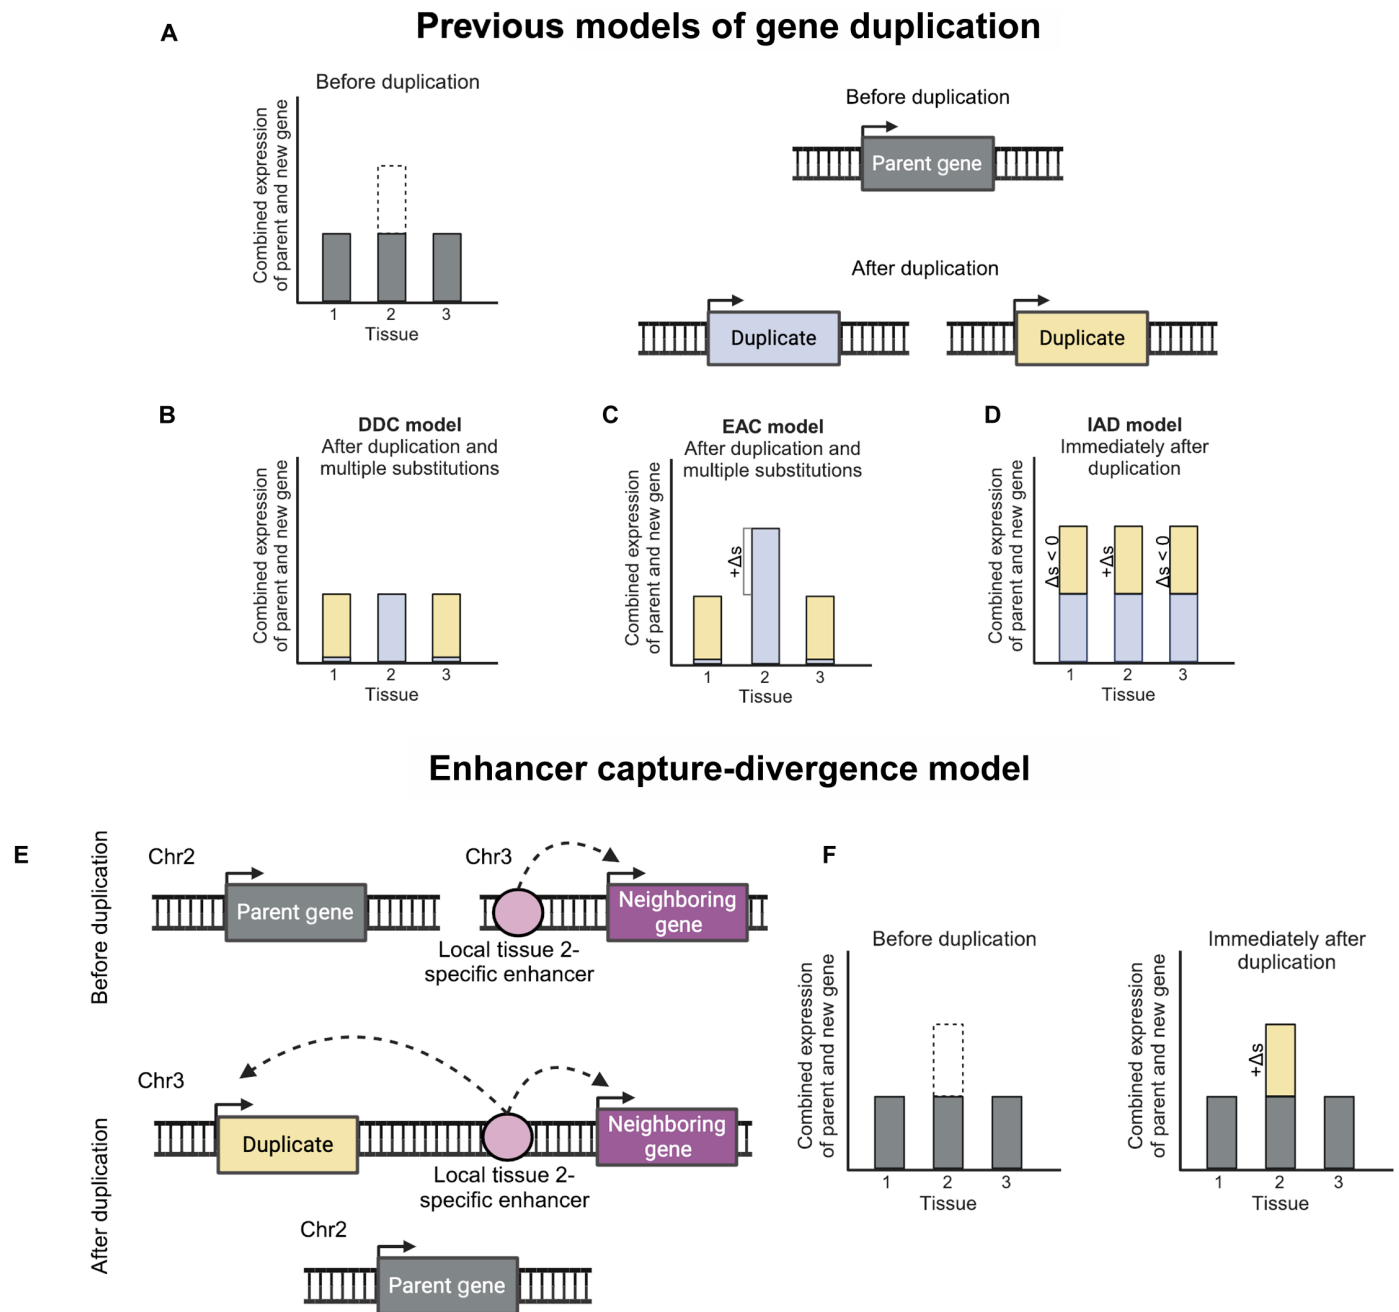 A
Previous models of gene duplication
Before duplication
Combined expression
of parent and new gene
1 2 3
Tissue
Before duplication
Parent gene
After duplication
Duplicate
Duplicate
B
DDC model
After duplication and
multiple substitutions
Combined expression
of parent and new gene
1 2 3
Tissue
C
EAC model
After duplication and
multiple substitutions
Combined expression
of parent and new gene
+Δs
1 2 3
Tissue
D
IAD model
Immediately after
duplication
Combined expression
of parent and new gene
Δs < 0
+Δs
Δs < 0
1 2 3
Tissue
Enhancer capture-divergence model
E
Before duplication
Chr2
Parent gene
Chr3
Neighboring
gene
Local tissue 2-
specific enhancer
After duplication
Chr3
Duplicate
Neighboring
gene
Local tissue 2-
specific enhancer
Chr2
Parent gene
F
Before duplication
Combined expression
of parent and new gene
1 2 3
Tissue
Immediately after
duplication
Combined expression
of parent and new gene
+Δs
1 2 3
Tissue